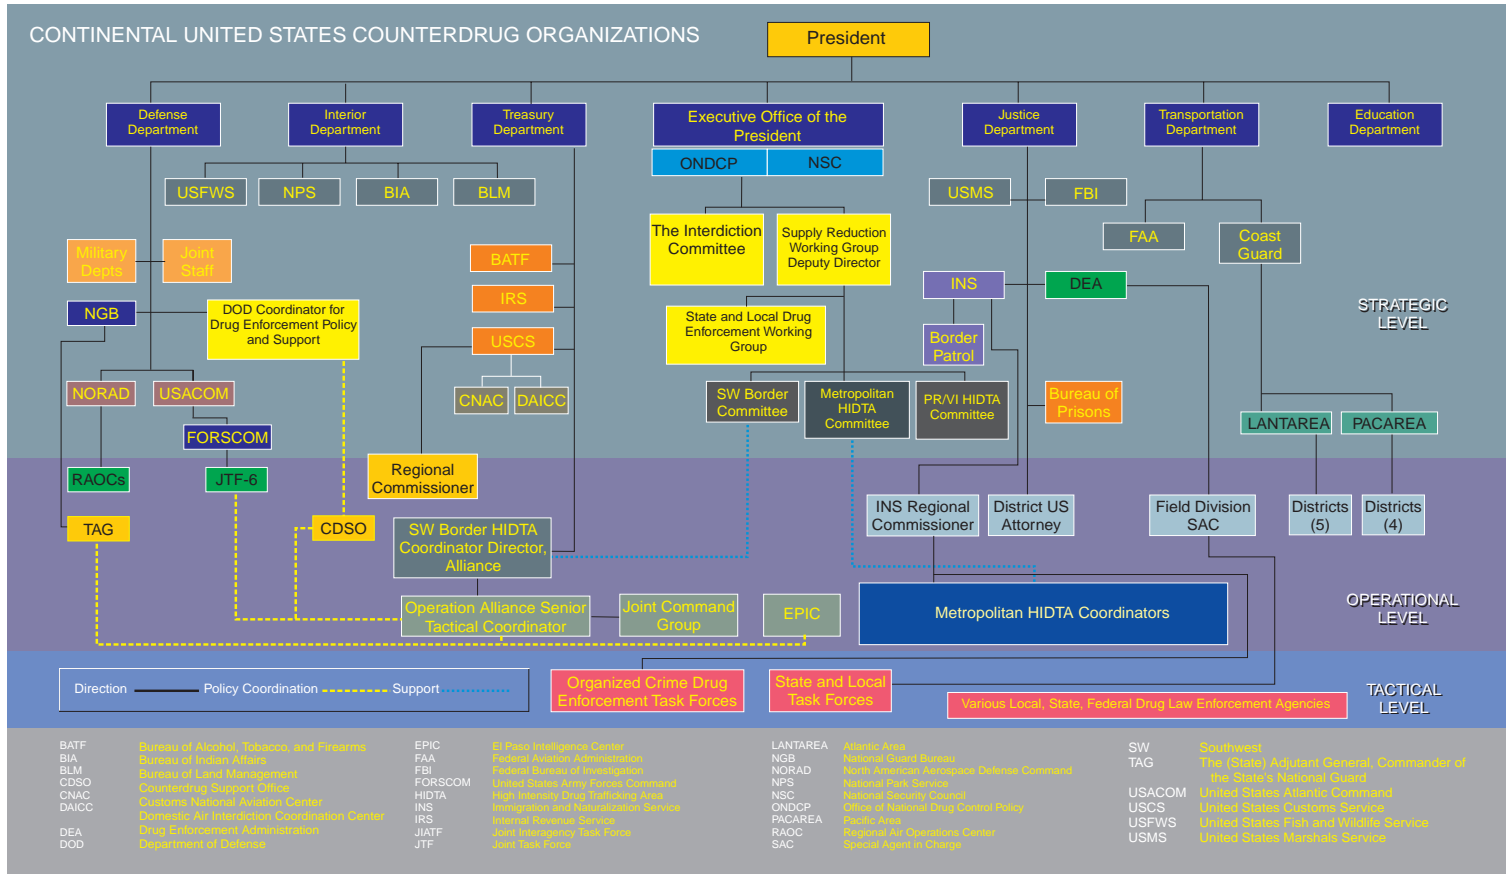 CONTINENTAL UNITED STATES COUNTERDRUG ORGANIZATIONS
President
Defense
Department
Interior
Department
Treasury
Department
Executive Office of the
President
Justice
Department
Transportation
Department
Education
Department
ONDCP
NSC
USFWS
NPS
BIA
BLM
USMS
FBI
The Interdiction
Committee
Supply Reduction
Working Group
Deputy Director
FAA
Coast
Guard
Military
Depts
Joint
Staff
BATF
IRS
INS
DEA
STRATEGIC
LEVEL
NGB
DOD Coordinator for
Drug Enforcement Policy
and Support
State and Local Drug
Enforcement Working
Group
USCS
Border
Patrol
NORAD
USACOM
CNAC
DAICC
SW Border
Committee
Metropolitan
HIDTA
Committee
PR/VI HIDTA
Committee
Bureau of
Prisons
LANTAREA
PACAREA
FORSCOM
RAOCs
JTF-6
Regional
Commissioner
INS Regional
Commissioner
District US
Attorney
Field Division
SAC
Districts
(5)
Districts
(4)
TAG
CDSO
SW Border HIDTA
Coordinator Director,
Alliance
Operation Alliance Senior
Tactical Coordinator
Joint Command
Group
EPIC
Metropolitan HIDTA Coordinators
OPERATIONAL
LEVEL
Direction
Policy Coordination
Support
Organized Crime Drug
Enforcement Task Forces
State and Local
Task Forces
Various Local, State, Federal Drug Law Enforcement Agencies
TACTICAL
LEVEL
BATF Bureau of Alcohol, Tobacco, and Firearms
BIA Bureau of Indian Affairs
BLM Bureau of Land Management
CDSO Counterdrug Support Office
CNAC Customs National Aviation Center
DAICC Domestic Air Interdiction Coordination Center
DEA Drug Enforcement Administration
DOD Department of Defense
EPIC El Paso Intelligence Center
FAA Federal Aviation Administration
FBI Federal Bureau of Investigation
FORSCOM United States Army Forces Command
HIDTA High Intensity Drug Trafficking Area
INS Immigration and Naturalization Service
IRS Internal Revenue Service
JIATF Joint Interagency Task Force
JTF Joint Task Force
LANTAREA Atlantic Area
NGB National Guard Bureau
NORAD North American Aerospace Defense Command
NPS National Park Service
NSC National Security Council
ONDCP Office of National Drug Control Policy
PACAREA Pacific Area
RAOC Regional Air Operations Center
SAC Special Agent in Charge
SW Southwest
TAG The (State) Adjutant General, Commander of
the State's National Guard
USACOM United States Atlantic Command
USCS United States Customs Service
USFWS United States Fish and Wildlife Service
USMS United States Marshals Service